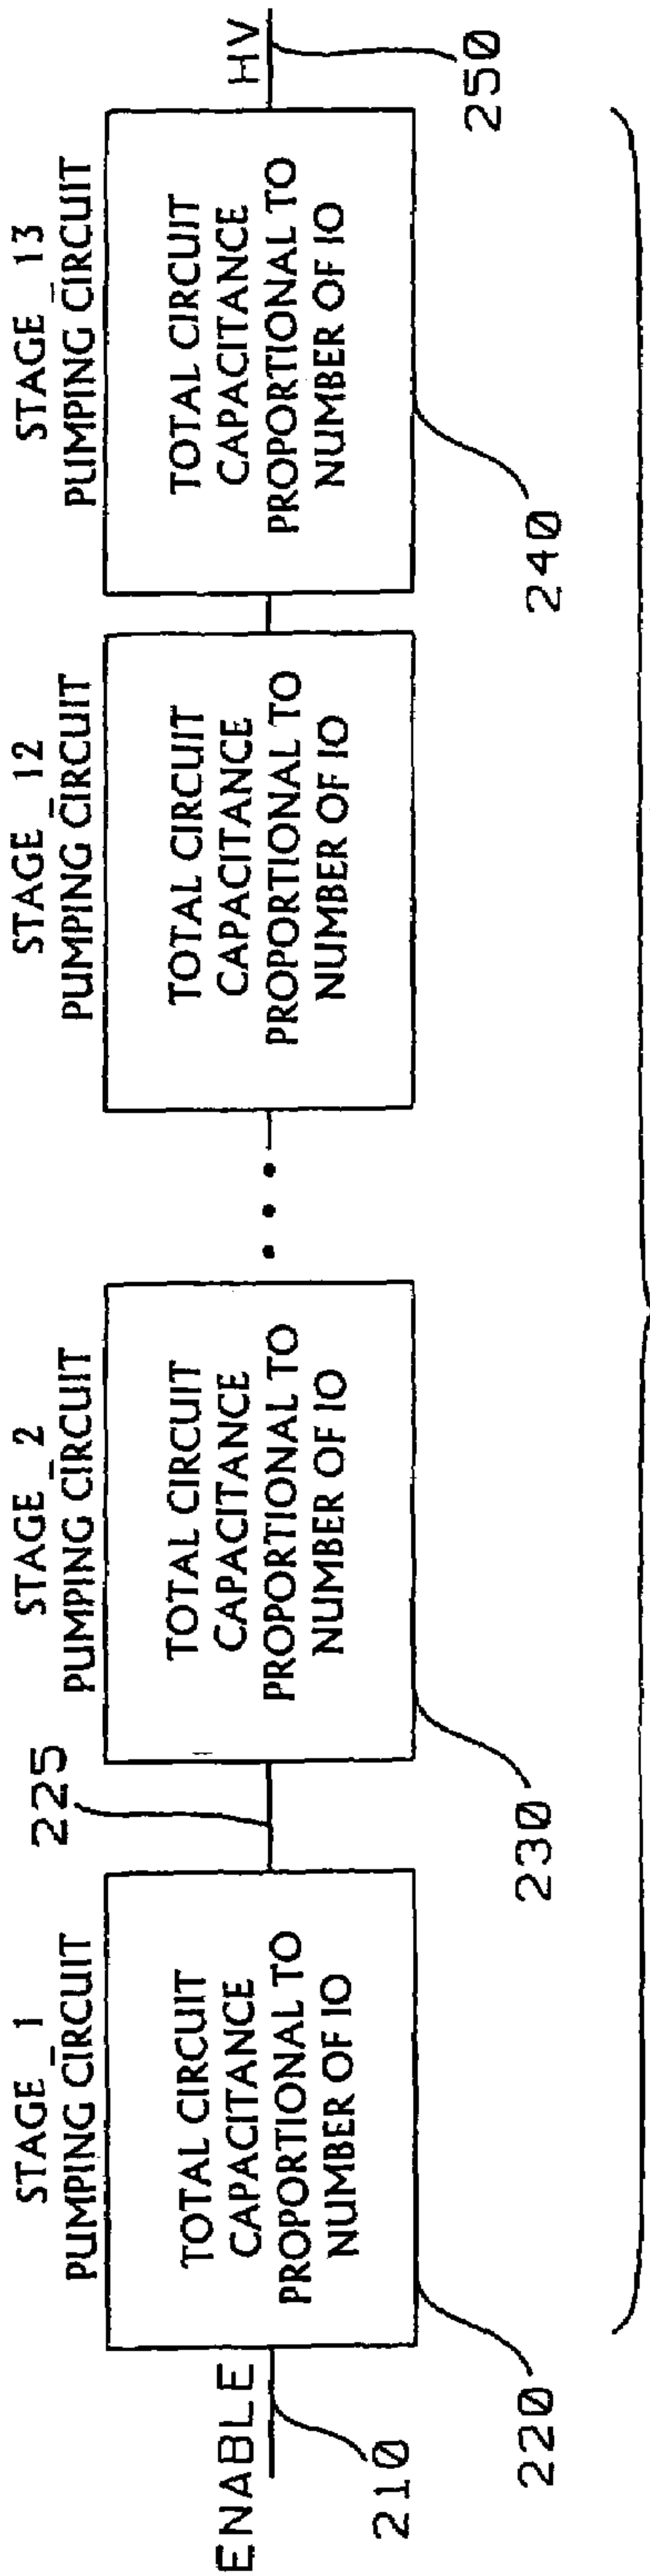 ENABLE
210
STAGE_1
PUMPING CIRCUIT
TOTAL CIRCUIT
CAPACITANCE
PROPORTIONAL TO
NUMBER OF IO
220
225
STAGE_2
PUMPING CIRCUIT
TOTAL CIRCUIT
CAPACITANCE
PROPORTIONAL TO
NUMBER OF IO
230
STAGE_12
PUMPING CIRCUIT
TOTAL CIRCUIT
CAPACITANCE
PROPORTIONAL TO
NUMBER OF IO
STAGE_13
PUMPING CIRCUIT
TOTAL CIRCUIT
CAPACITANCE
PROPORTIONAL TO
NUMBER OF IO
240
HV
250